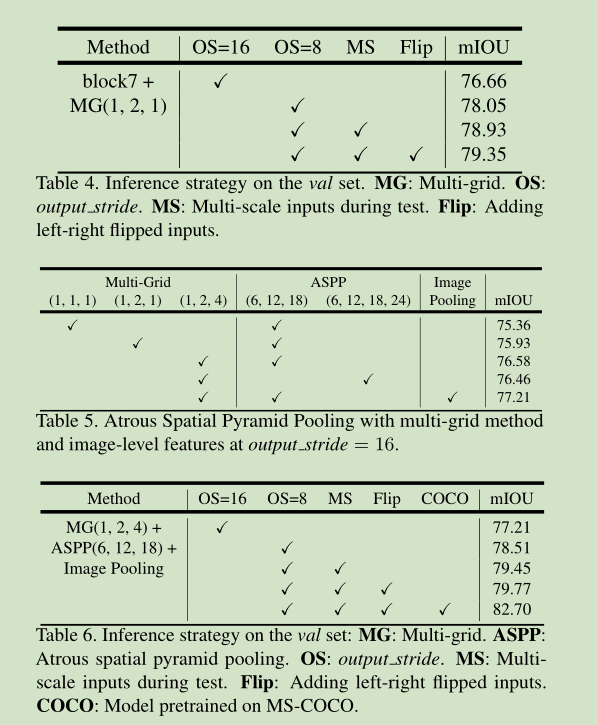 Method OS=16 OS=8 MS Flip mIOU
block7 + ✓ 76.66
MG(1, 2, 1) ✓ 78.05
✓ ✓ 78.93
✓ ✓ ✓ 79.35
Table 4. Inference strategy on the val set. MG: Multi-grid. OS:
output_stride. MS: Multi-scale inputs during test. Flip: Adding
left-right flipped inputs.
Multi-Grid ASPP Image
(1, 1, 1) (1, 2, 1) (1, 2, 4) (6, 12, 18) (6, 12, 18, 24) Pooling mIOU
✓ ✓ 75.36
✓ ✓ 75.93
✓ ✓ 76.58
✓ ✓ 76.46
✓ ✓ ✓ 77.21
Table 5. Atrous Spatial Pyramid Pooling with multi-grid method
and image-level features at output_stride = 16.
Method OS=16 OS=8 MS Flip COCO mIOU
MG(1, 2, 4) + ✓ 77.21
ASPP(6, 12, 18) + ✓ 78.51
Image Pooling ✓ ✓ 79.45
✓ ✓ ✓ 79.77
✓ ✓ ✓ ✓ 82.70
Table 6. Inference strategy on the val set: MG: Multi-grid. ASPP:
Atrous spatial pyramid pooling. OS: output_stride. MS: Multi-
scale inputs during test. Flip: Adding left-right flipped inputs.
COCO: Model pretrained on MS-COCO.